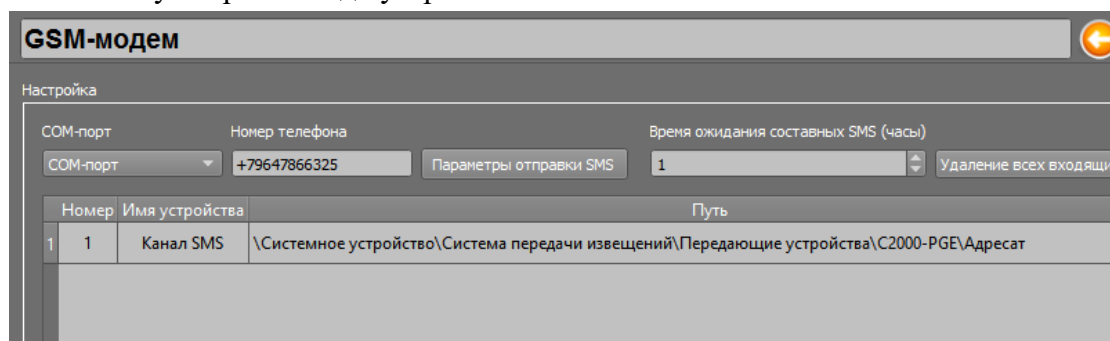 GSM-модем
Настройка
COM-порт Номер телефона Время ожидания составных SMS (часы)
COM-порт +79647866325 Параметры отправки SMS 1 Удаление всех входящи
Номер Имя устройства Путь
1 1 Канал SMS \Системное устройство\Система передачи извещений\Передающие устройства\C2000-PGE\Адресат